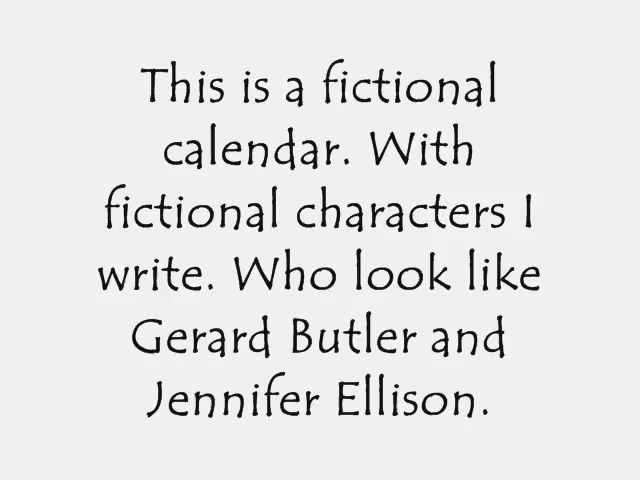 This is a fictional
calendar. With
fictional characters I
write. Who look like
Gerard Butler and
Jennifer Ellison.